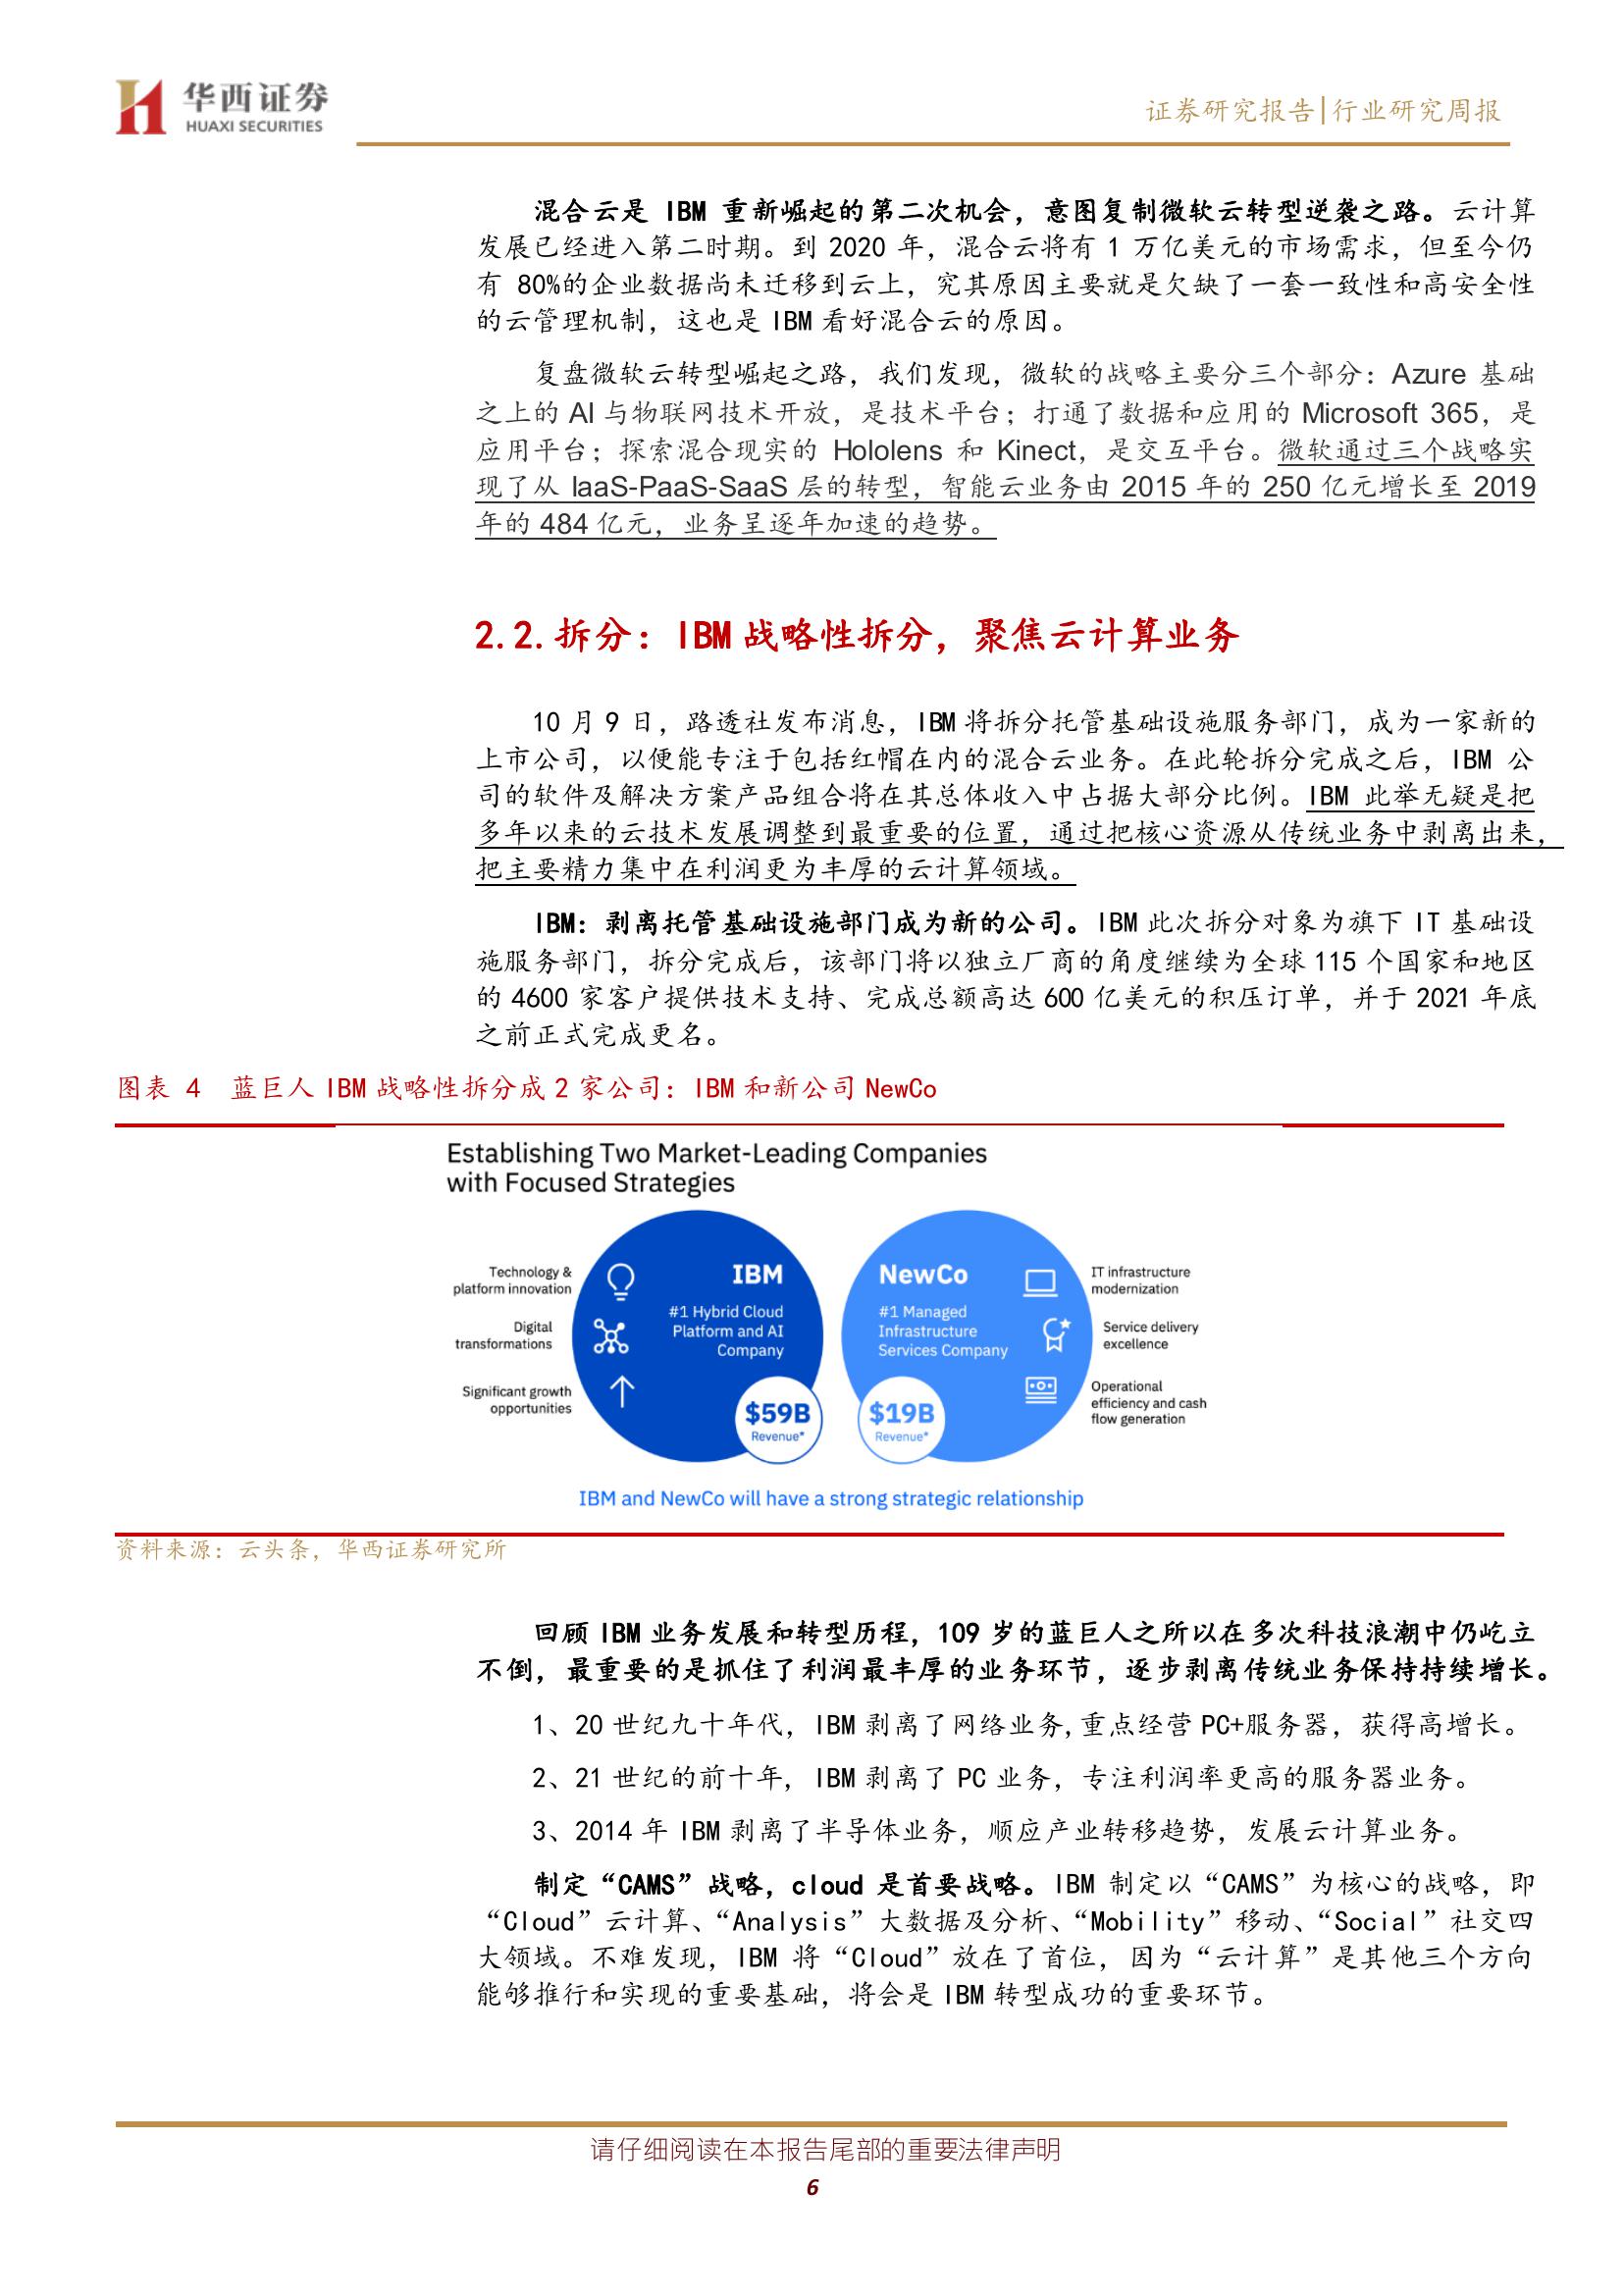 华西证券
HUAXI SECURITIES
证券研究报告|行业研究周报
混合云是 IBM 重新崛起的第二次机会，意图复制微软云转型逆袭之路。云计算
发展已经进入第二时期。到 2020 年，混合云将有 1 万亿美元的市场需求，但至今仍
有 80%的企业数据尚未迁移到云上，究其原因主要就是欠缺了一套一致性和高安全性
的云管理机制，这也是 IBM 看好混合云的原因。
复盘微软云转型崛起之路，我们发现，微软的战略主要分三个部分：Azure 基础
之上的 AI 与物联网技术开放，是技术平台；打通了数据和应用的 Microsoft 365，是
应用平台；探索混合现实的 Hololens 和 Kinect，是交互平台。微软通过三个战略实
现了从 IaaS-PaaS-SaaS 层的转型，智能云业务由 2015 年的 250 亿元增长至 2019
年的 484 亿元，业务呈逐年加速的趋势。
2.2.拆分：IBM 战略性拆分，聚焦云计算业务
10 月 9 日，路透社发布消息，IBM 将拆分托管基础设施服务部门，成为一家新的
上市公司，以便能专注于包括红帽在内的混合云业务。在此轮拆分完成之后，IBM 公
司的软件及解决方案产品组合将在其总体收入中占据大部分比例。IBM 此举无疑是把
多年以来的云技术发展调整到最重要的位置，通过把核心资源从传统业务中剥离出来，
把主要精力集中在利润更为丰厚的云计算领域。
IBM：剥离托管基础设施部门成为新的公司。IBM 此次拆分对象为旗下 IT 基础设
施服务部门，拆分完成后，该部门将以独立厂商的角度继续为全球 115 个国家和地区
的 4600 家客户提供技术支持、完成总额高达 600 亿美元的积压订单，并于 2021 年底
之前正式完成更名。
图表 4 蓝巨人 IBM 战略性拆分成 2 家公司：IBM 和新公司 NewCo
Establishing Two Market-Leading Companies
with Focused Strategies
Technology &
platform innovation
Digital
transformations
Significant growth
opportunities
IBM
#1 Hybrid Cloud
Platform and AI
Company
$59B
Revenue*
NewCo
#1 Managed
Infrastructure
Services Company
$19B
Revenue*
IT infrastructure
modernization
Service delivery
excellence
Operational
efficiency and cash
flow generation
IBM and NewCo will have a strong strategic relationship
资料来源：云头条，华西证券研究所
回顾 IBM 业务发展和转型历程，109 岁的蓝巨人之所以在多次科技浪潮中仍屹立
不倒，最重要的是抓住了利润最丰厚的业务环节，逐步剥离传统业务保持持续增长。
1、20 世纪九十年代，IBM 剥离了网络业务,重点经营 PC+服务器，获得高增长。
2、21 世纪的前十年，IBM 剥离了 PC 业务，专注利润率更高的服务器业务。
3、2014 年 IBM 剥离了半导体业务，顺应产业转移趋势，发展云计算业务。
制定“CAMS”战略，cloud 是首要战略。IBM 制定以“CAMS”为核心的战略，即
“Cloud”云计算、“Analysis”大数据及分析、“Mobility”移动、“Social”社交四
大领域。不难发现，IBM 将“Cloud”放在了首位，因为“云计算”是其他三个方向
能够推行和实现的重要基础，将会是 IBM 转型成功的重要环节。
请仔细阅读在本报告尾部的重要法律声明
6